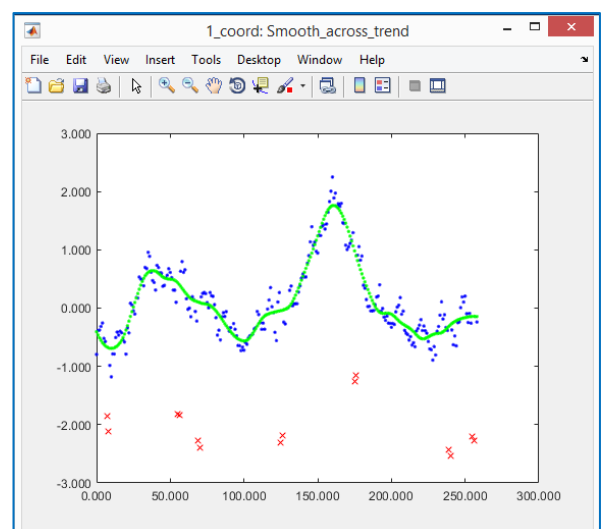 1_coord: Smooth_across_trend
File Edit View Insert Tools Desktop Window Help
3.000
2.000
1.000
0.000
-1.000
-2.000
-3.000
0.000 50.000 100.000 150.000 200.000 250.000 300.000